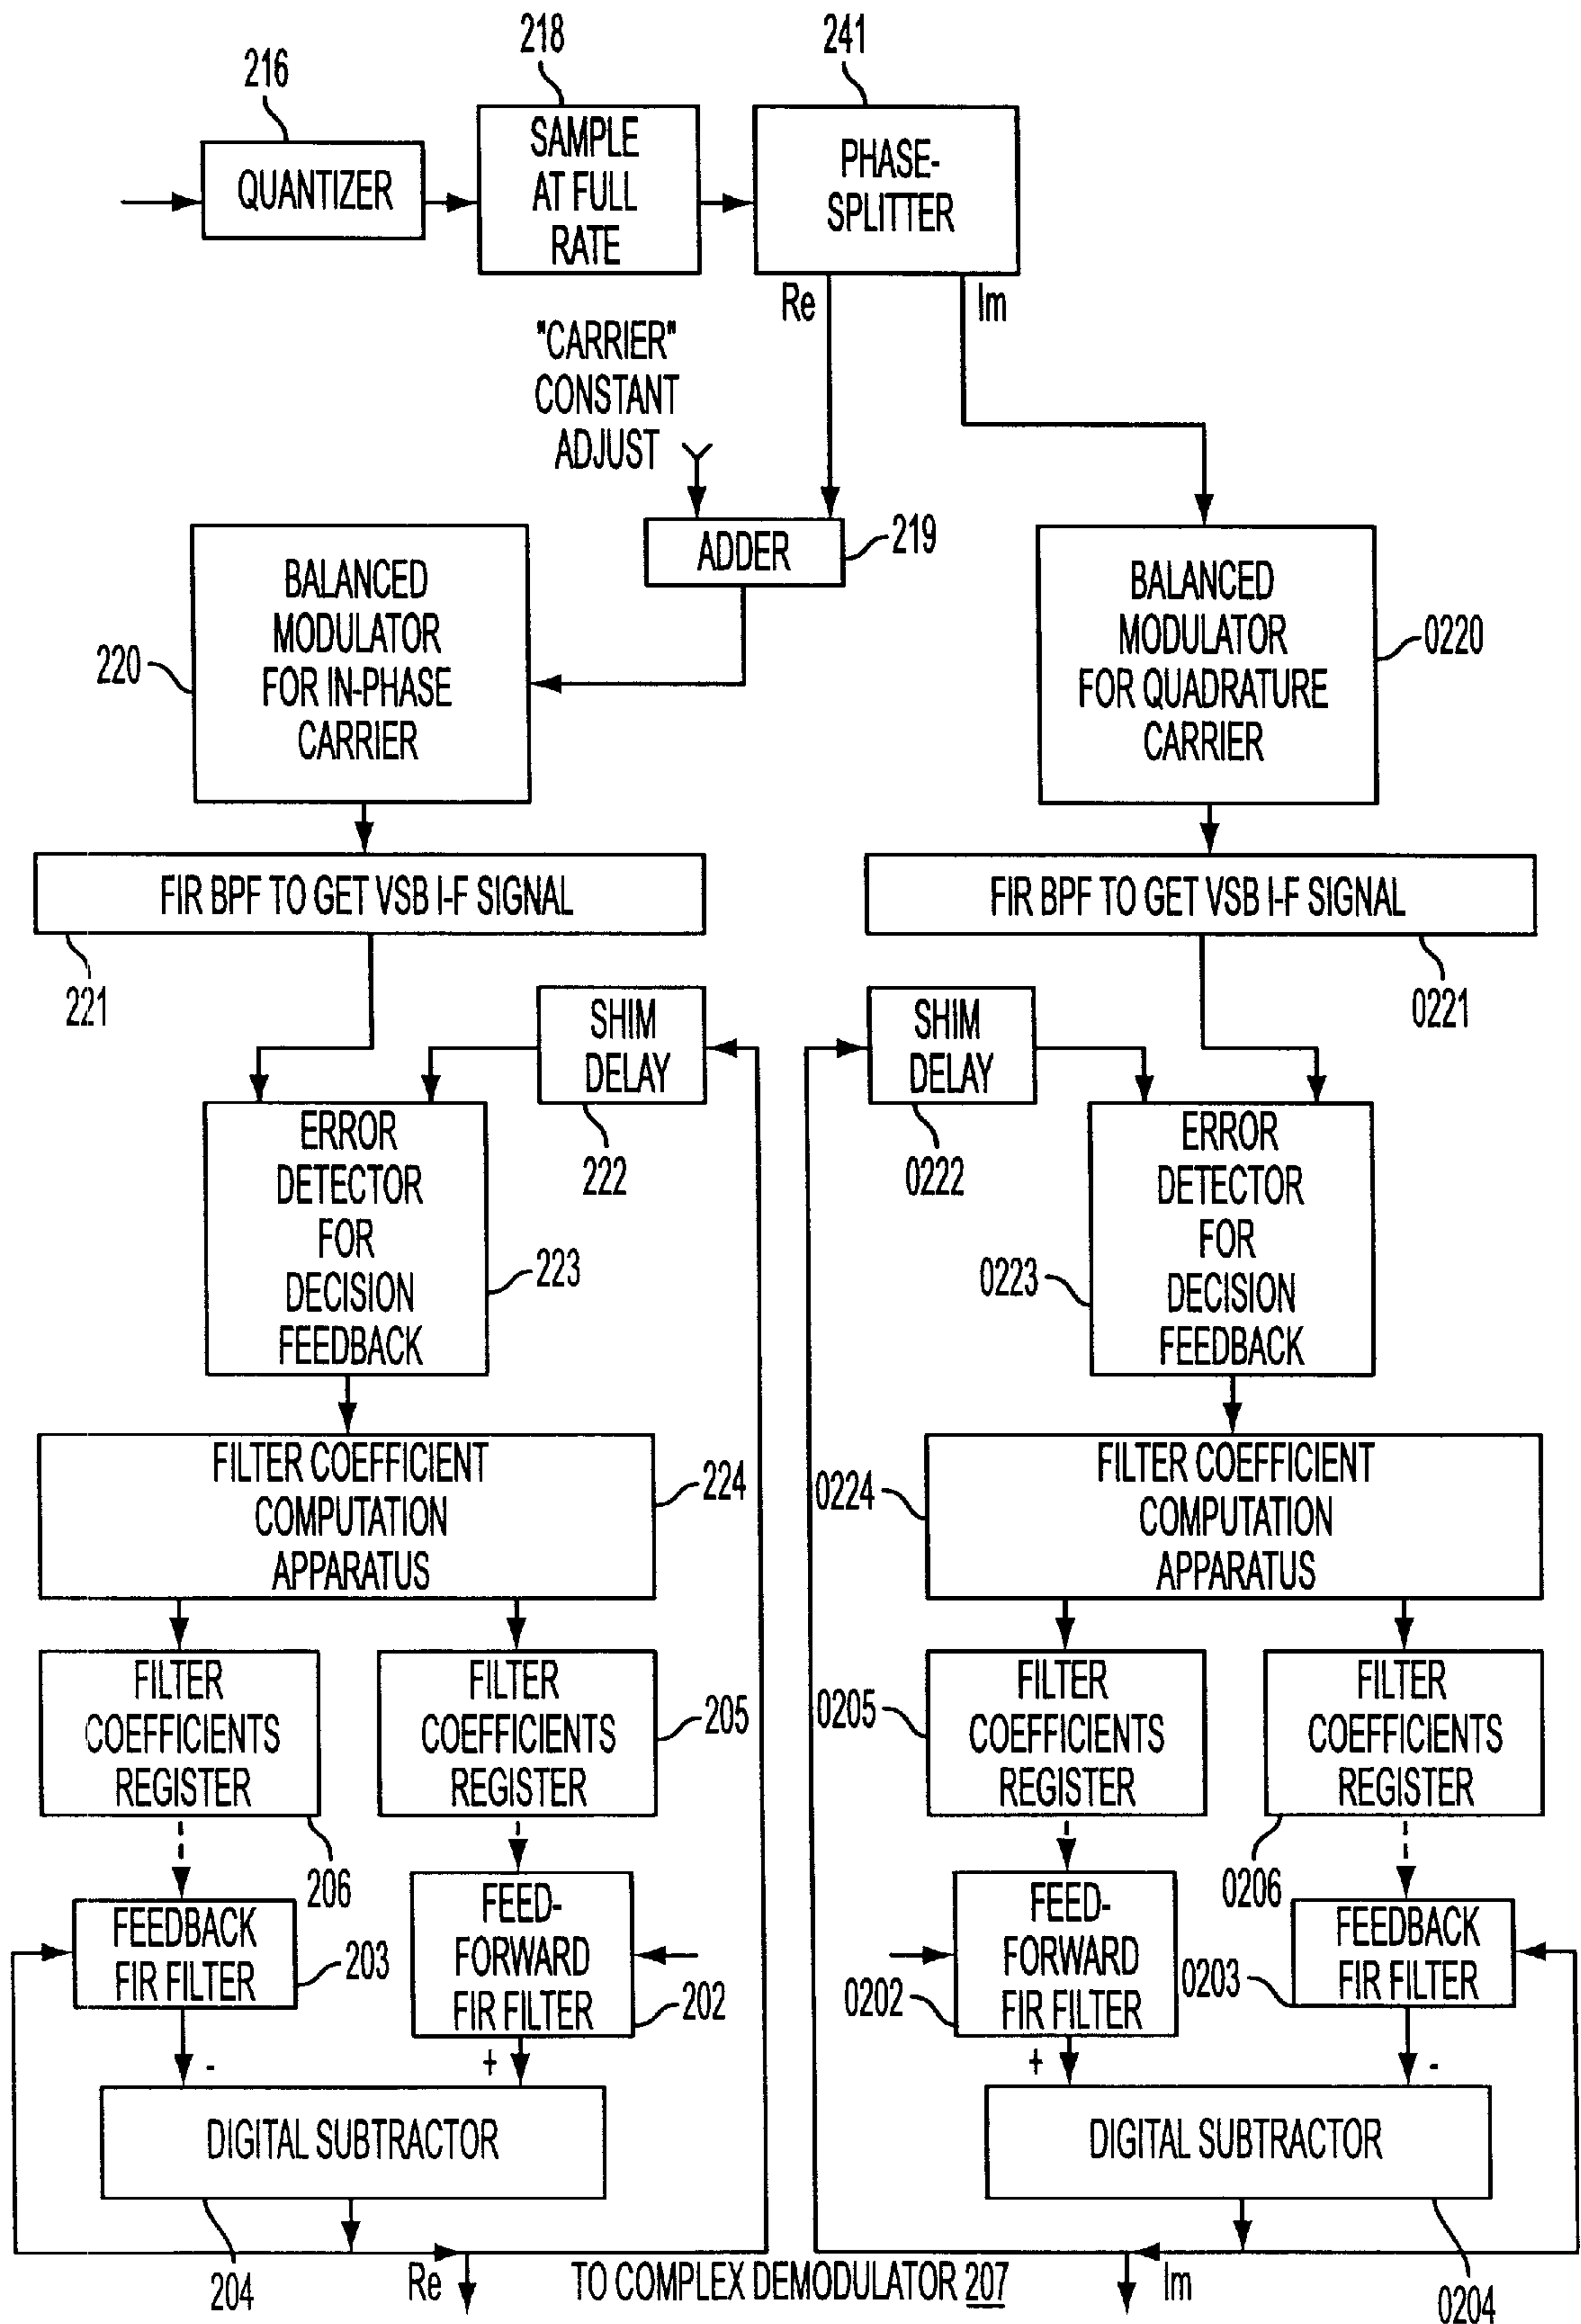 216
218
241
QUANTIZER
SAMPLE
AT FULL
RATE
PHASE-
SPLITTER
Re
Im
"CARRIER"
CONSTANT
ADJUST
ADDER
219
BALANCED
MODULATOR
FOR IN-PHASE
CARRIER
220
BALANCED
MODULATOR
FOR QUADRATURE
CARRIER
0220
FIR BPF TO GET VSB I-F SIGNAL
221
FIR BPF TO GET VSB I-F SIGNAL
0221
SHIM
DELAY
222
SHIM
DELAY
0222
ERROR
DETECTOR
FOR
DECISION
FEEDBACK
223
ERROR
DETECTOR
FOR
DECISION
FEEDBACK
0223
FILTER COEFFICIENT
COMPUTATION
APPARATUS
224
FILTER COEFFICIENT
COMPUTATION
APPARATUS
0224
FILTER
COEFFICIENTS
REGISTER
206
FILTER
COEFFICIENTS
REGISTER
205
FILTER
COEFFICIENTS
REGISTER
0205
FILTER
COEFFICIENTS
REGISTER
0206
FEEDBACK
FIR FILTER
203
FEED-
FORWARD
FIR FILTER
202
FEED-
FORWARD
FIR FILTER
0202
FEEDBACK
FIR FILTER
0203
-
+
+
-
DIGITAL SUBTRACTOR
204
DIGITAL SUBTRACTOR
0204
Re
TO COMPLEX DEMODULATOR 207
Im